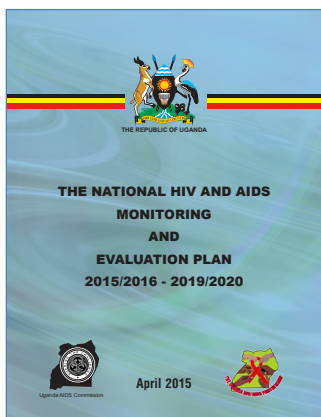 THE REPUBLIC OF UGANDA
THE NATIONAL HIV AND AIDS
MONITORING
AND
EVALUATION PLAN
2015/2016 - 2019/2020
Uganda AIDS Commission
April 2015